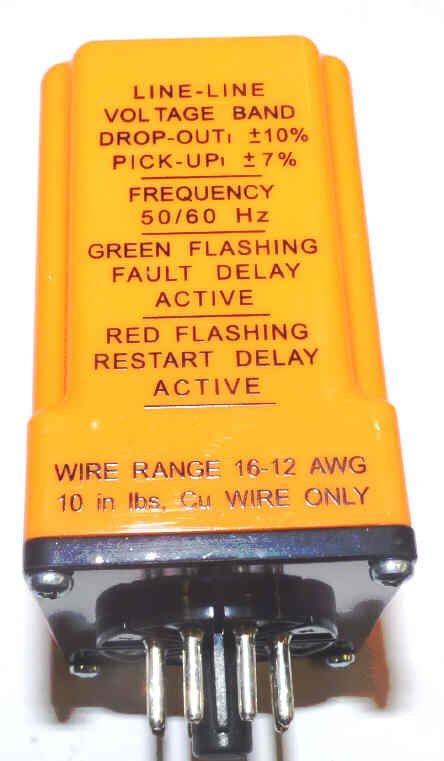 LINE-LINE
VOLTAGE BAND
DROP-OUT: ±10%
PICK-UP: ±7%
FREQUENCY
50/60 Hz
GREEN FLASHING
FAULT DELAY
ACTIVE
RED FLASHING
RESTART DELAY
ACTIVE
WIRE RANGE 16-12 AWG
10 in lbs, Cu WIRE ONLY